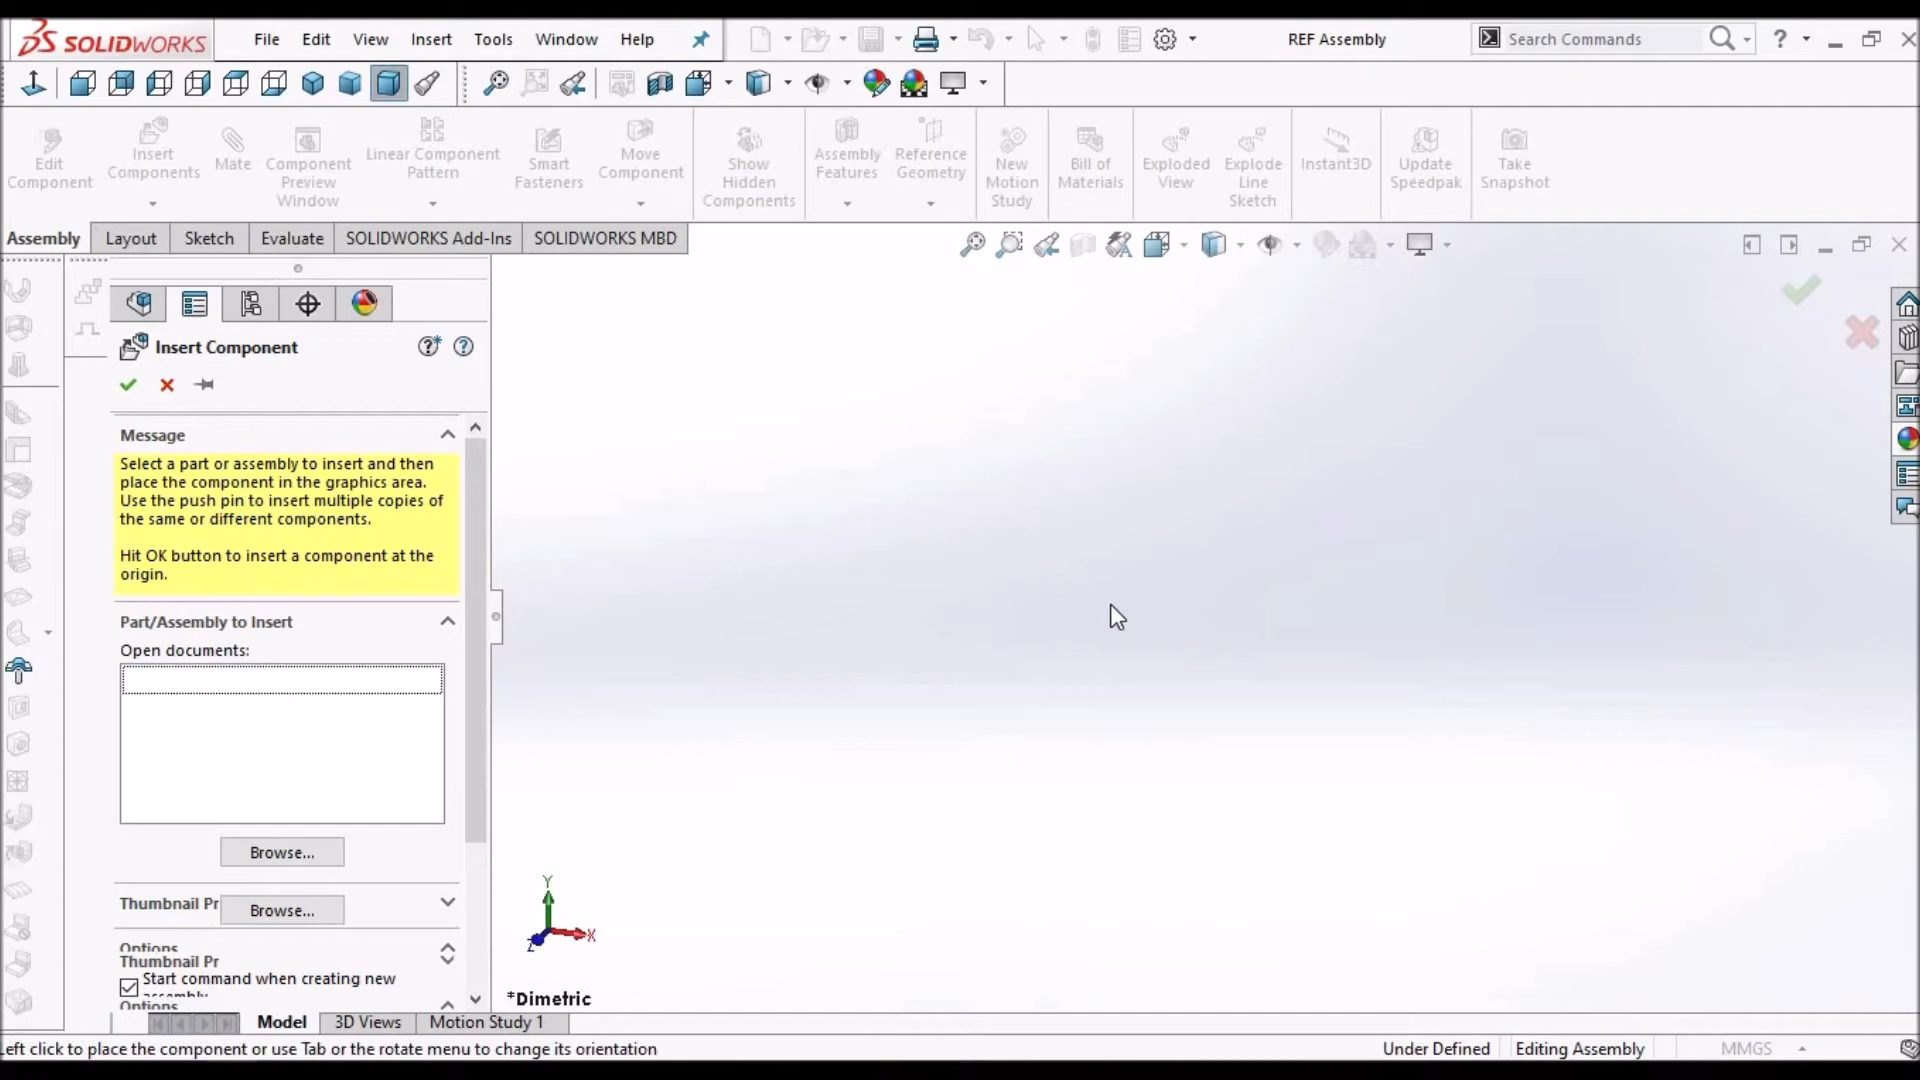 SOLIDWORKS
File Edit View Insert Tools Window Help
REF Assembly
Search Commands
Edit Component
Insert Components
Mate
Component Preview Window
Linear Component Pattern
Smart Fasteners
Move Component
Show Hidden Components
Assembly Features
Reference Geometry
New Motion Study
Bill of Materials
Exploded View
Explode Line Sketch
Instant3D
Update Speedpak
Take Snapshot
Assembly Layout Sketch Evaluate SOLIDWORKS Add-Ins SOLIDWORKS MBD
Insert Component
Message
Select a part or assembly to insert and then
place the component in the graphics area.
Use the push pin to insert multiple copies of
the same or different components.
Hit OK button to insert a component at the
origin.
Part/Assembly to Insert
Open documents:
Browse...
Thumbnail Pr
Browse...
Options
Thumbnail Pr
Start command when creating new
assembly
Options
Y
X
Z
*Dimetric
Model 3D Views Motion Study 1
Left click to place the component or use Tab or the rotate menu to change its orientation
Under Defined Editing Assembly MMGS